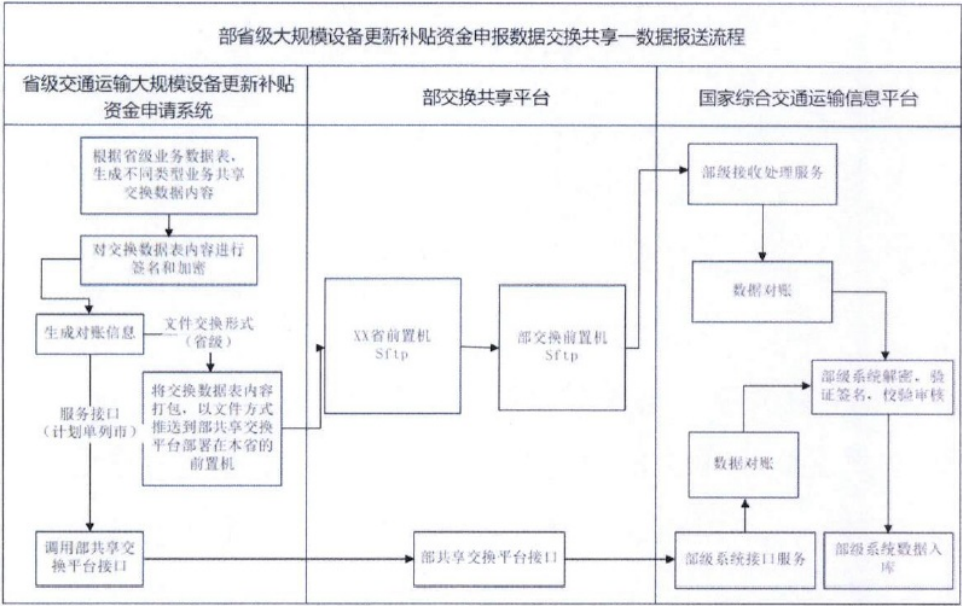 部省级大规模设备更新补贴资金申报数据交换共享一数据报送流程
省级交通运输大规模设备更新补贴
资金申请系统
部交换共享平台
国家综合交通运输信息平台
根据省级业务数据表，
生成不同类型业务共享
交换数据内容
对交换数据表内容进行
签名和加密
生成对账信息
文件交换形式
（省级）
将交换数据表内容
打包，以文件方式
推送到部共享交换
平台部署在本省的
前置机
服务接口
（计划单列市）
调用部共享交
换平台接口
XX省前置机
Sftp
部交换前置机
Sftp
部共享交换平台接口
部级接收处理服务
数据对账
部级系统解密、验
证签名，校验审核
数据对账
部级系统接口服务
部级系统数据入
库